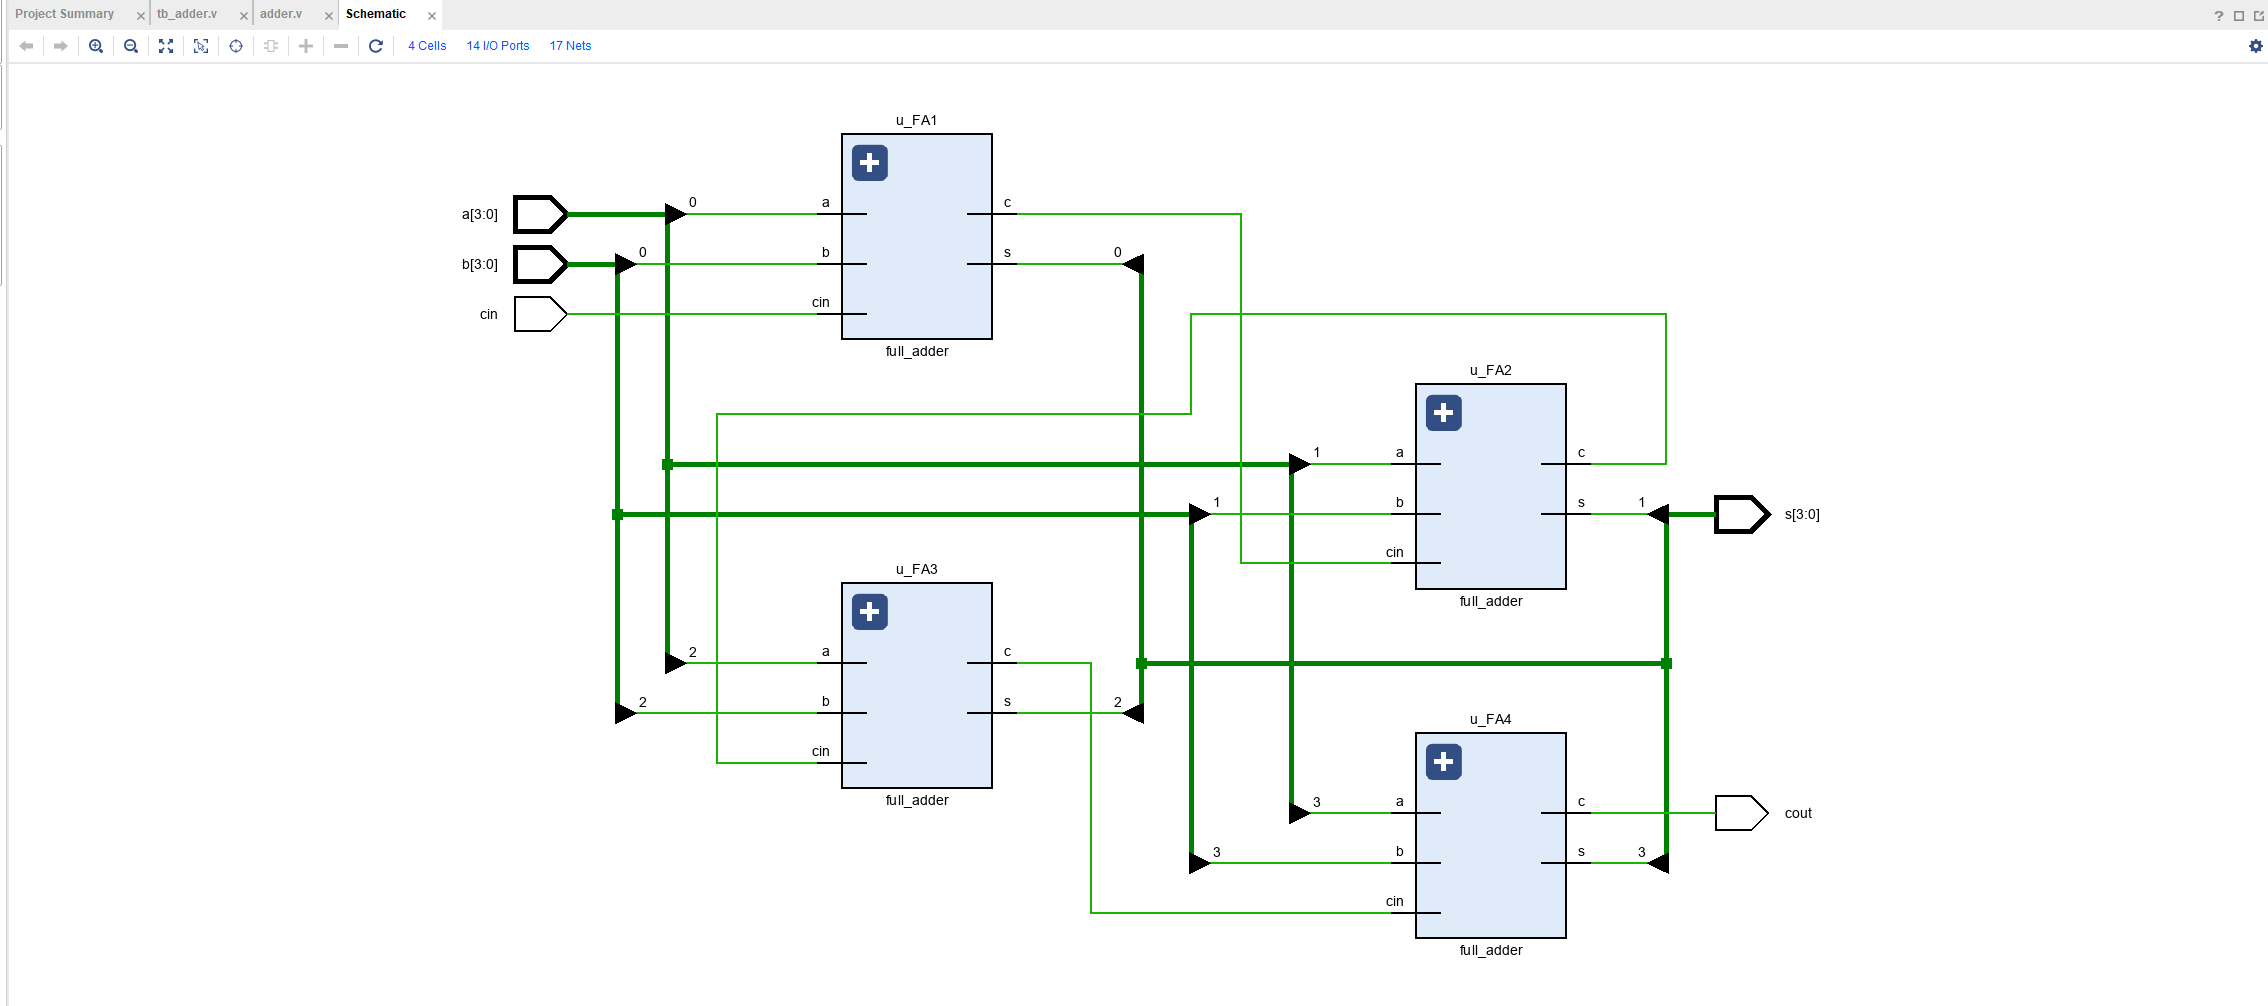 Project Summary × tb_adder.v × adder.v × Schematic ×
4 Cells 14 I/O Ports 17 Nets
u_FA1
a[3:0] 0 a c
b[3:0] 0 b s 0
cin cin
full_adder
u_FA2
1 a c
1 b s 1 s[3:0]
cin
full_adder
u_FA3
2 a c
2 b s 2
cin
full_adder
u_FA4
3 a c cout
3 b s 3
cin
full_adder